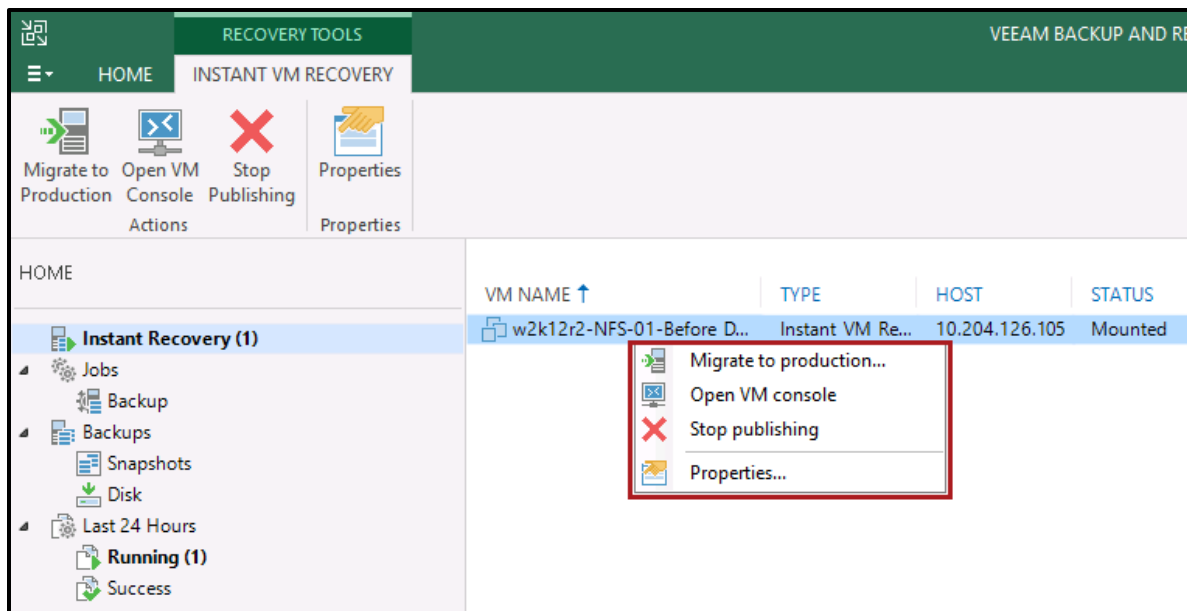 RECOVERY TOOLS
VEEAM BACKUP AND RE
HOME
INSTANT VM RECOVERY
Migrate to Production
Open VM Console
Stop Publishing
Properties
Actions
Properties
HOME
VM NAME
TYPE
HOST
STATUS
Instant Recovery (1)
w2k12r2-NFS-01-Before D...
Instant VM Re...
10.204.126.105
Mounted
Jobs
Backup
Backups
Snapshots
Disk
Last 24 Hours
Running (1)
Success
Migrate to production...
Open VM console
Stop publishing
Properties...